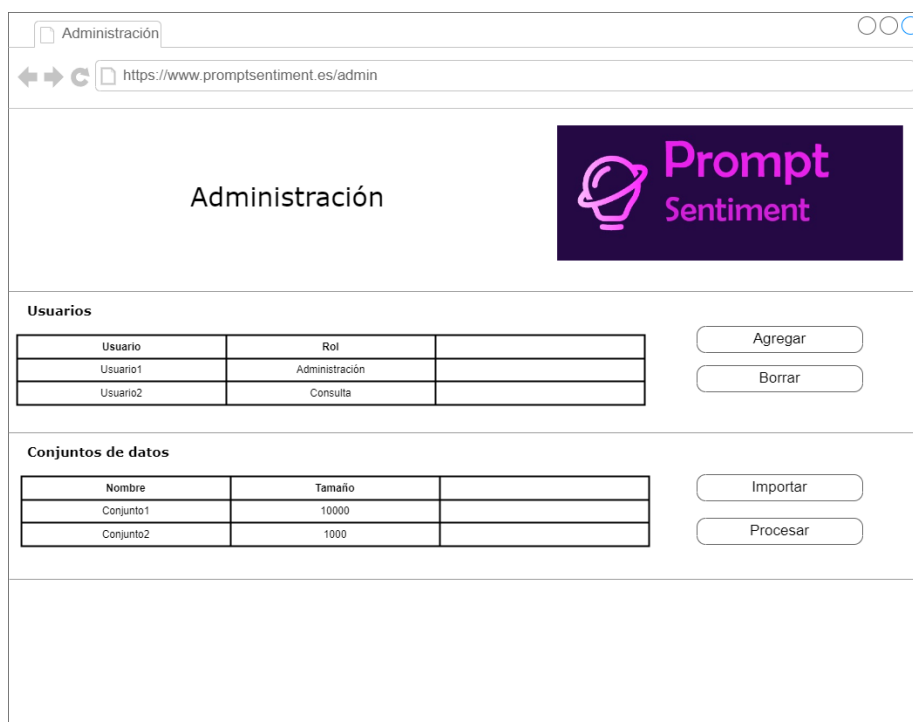 Administración
https://www.promptsentiment.es/admin
Administración
Prompt
Sentiment
Usuarios
Usuario Rol
Usuario1 Administración
Usuario2 Consulta
Agregar
Borrar
Conjuntos de datos
Nombre Tamaño
Conjunto1 10000
Conjunto2 1000
Importar
Procesar